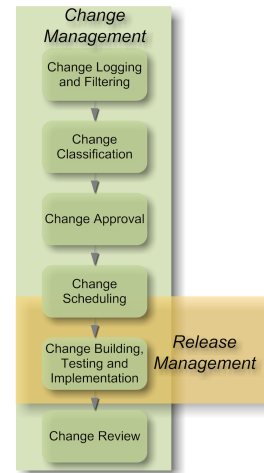 Change
Management
Change Logging
and Filtering
Change
Classification
Change Approval
Change
Scheduling
Change Building,
Testing and
Implementation
Release
Management
Change Review